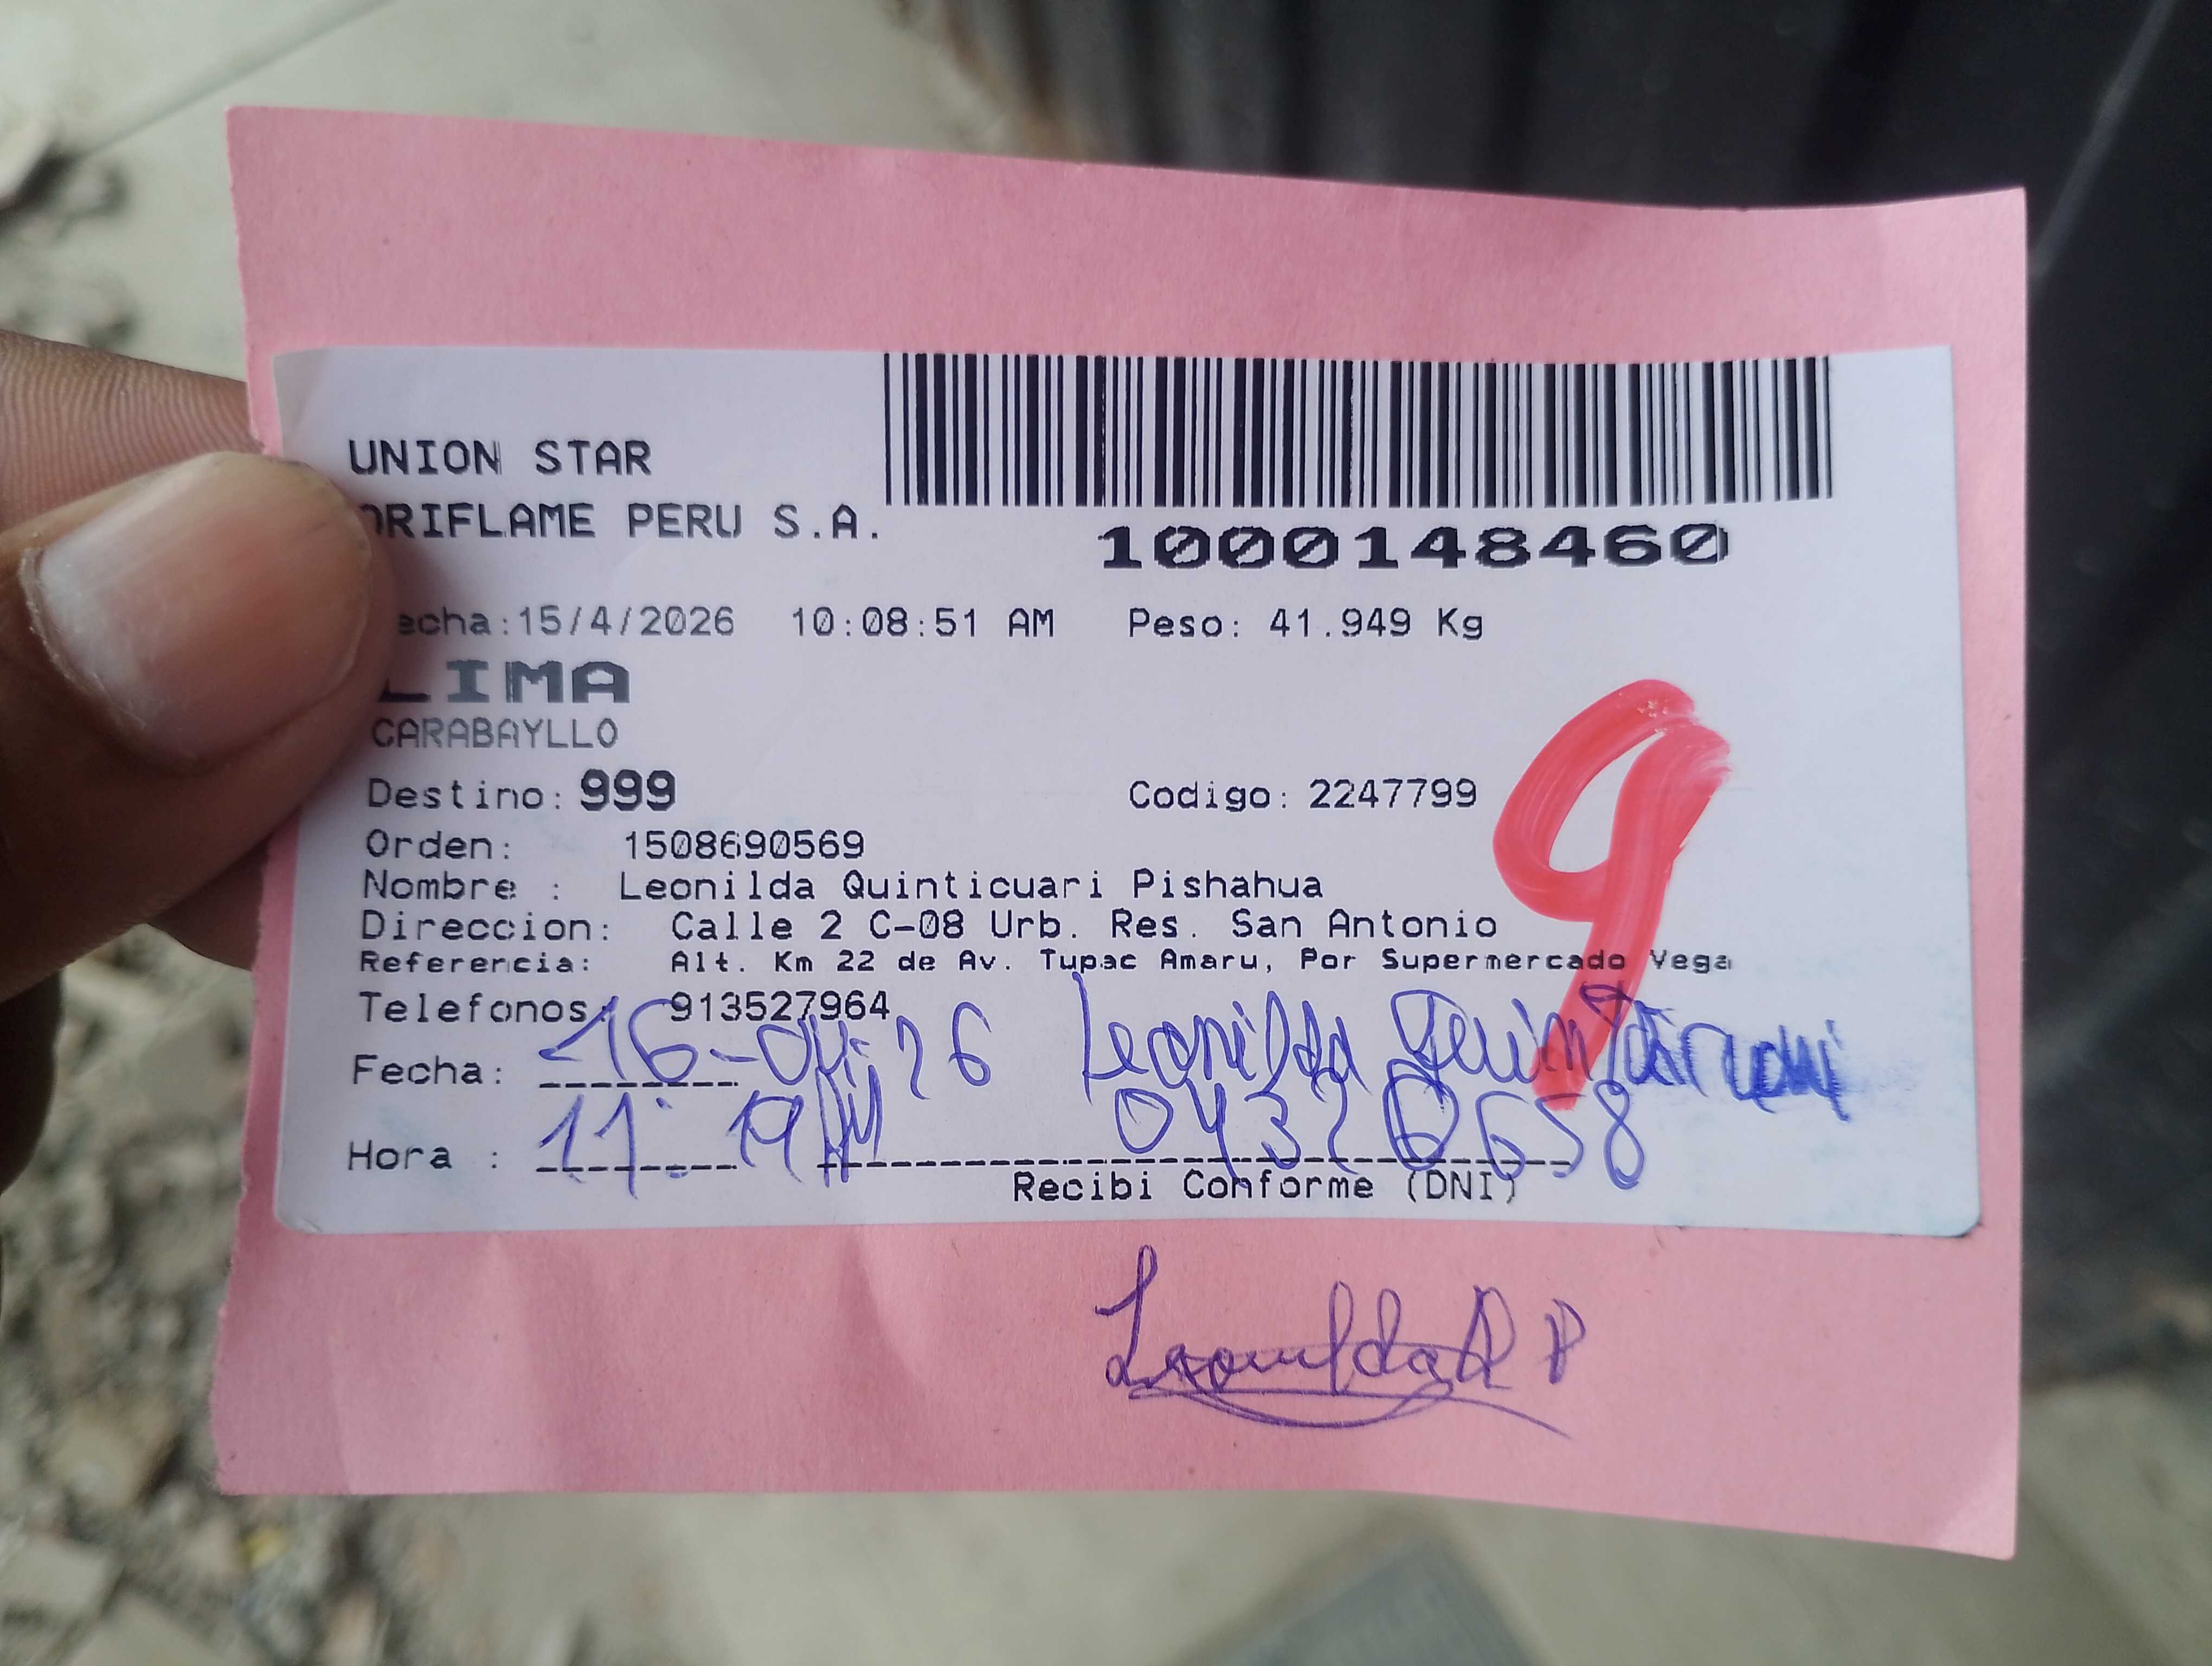 UNION STAR
ORIFLAME PERU S.A.
1000148460
echa:15/4/2026 10:08:51 AM Peso: 41.949 Kg
LIMA
CARABAYLLO
Destino: 999 Codigo: 2247799
9
Orden: 1508690569
Nombre : Leonilda Quinticuari Pishahua
Direccion: Calle 2 C-08 Urb. Res. San Antonio
Referencia: Alt. Km 22 de Av. Tupac Amaru, Por Supermercado Vega
Telefonos: 913527964
Fecha: 16-04-26 Leonilda
Hora : 11:19
Recibi Conforme (DNI)
Leonilda